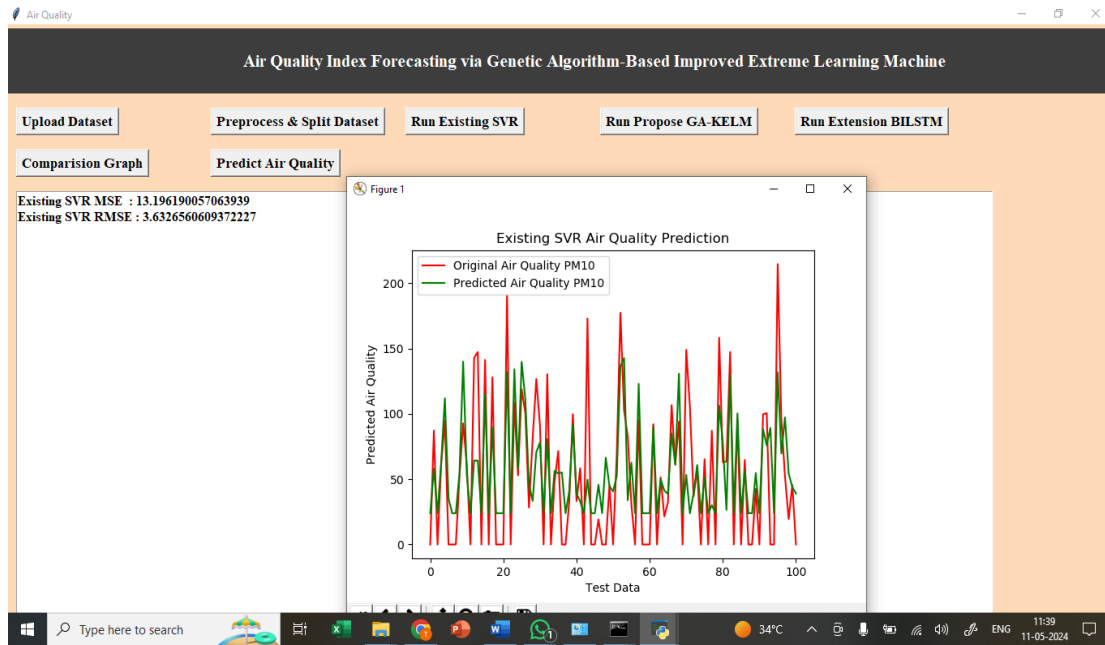 Air Quality
Air Quality Index Forecasting via Genetic Algorithm-Based Improved Extreme Learning Machine
Upload Dataset
Preprocess & Split Dataset
Run Existing SVR
Run Propose GA-KELM
Run Extension BILSTM
Comparision Graph
Predict Air Quality
Existing SVR MSE : 13.196190057063939
Existing SVR RMSE : 3.6326560609372227
Figure 1
Existing SVR Air Quality Prediction
Original Air Quality PM10
Predicted Air Quality PM10
Predicted Air Quality
200
150
100
50
0
0 20 40 60 80 100
Test Data
Type here to search
1
34°C
ENG
11:39
11-05-2024